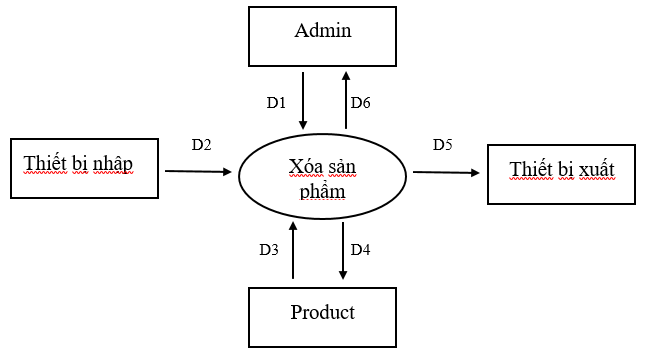 Admin
D1
D6
D2
D5
Thiết bị nhập
Xóa sản
phẩm
Thiết bị xuất
D3
D4
Product